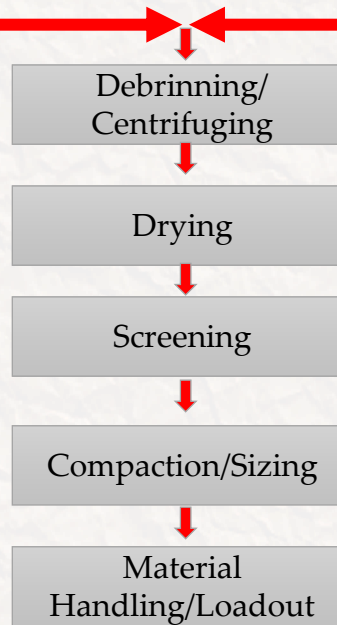 Debrinning/
Centrifuging
Drying
Screening
Compaction/Sizing
Material
Handling/Loadout